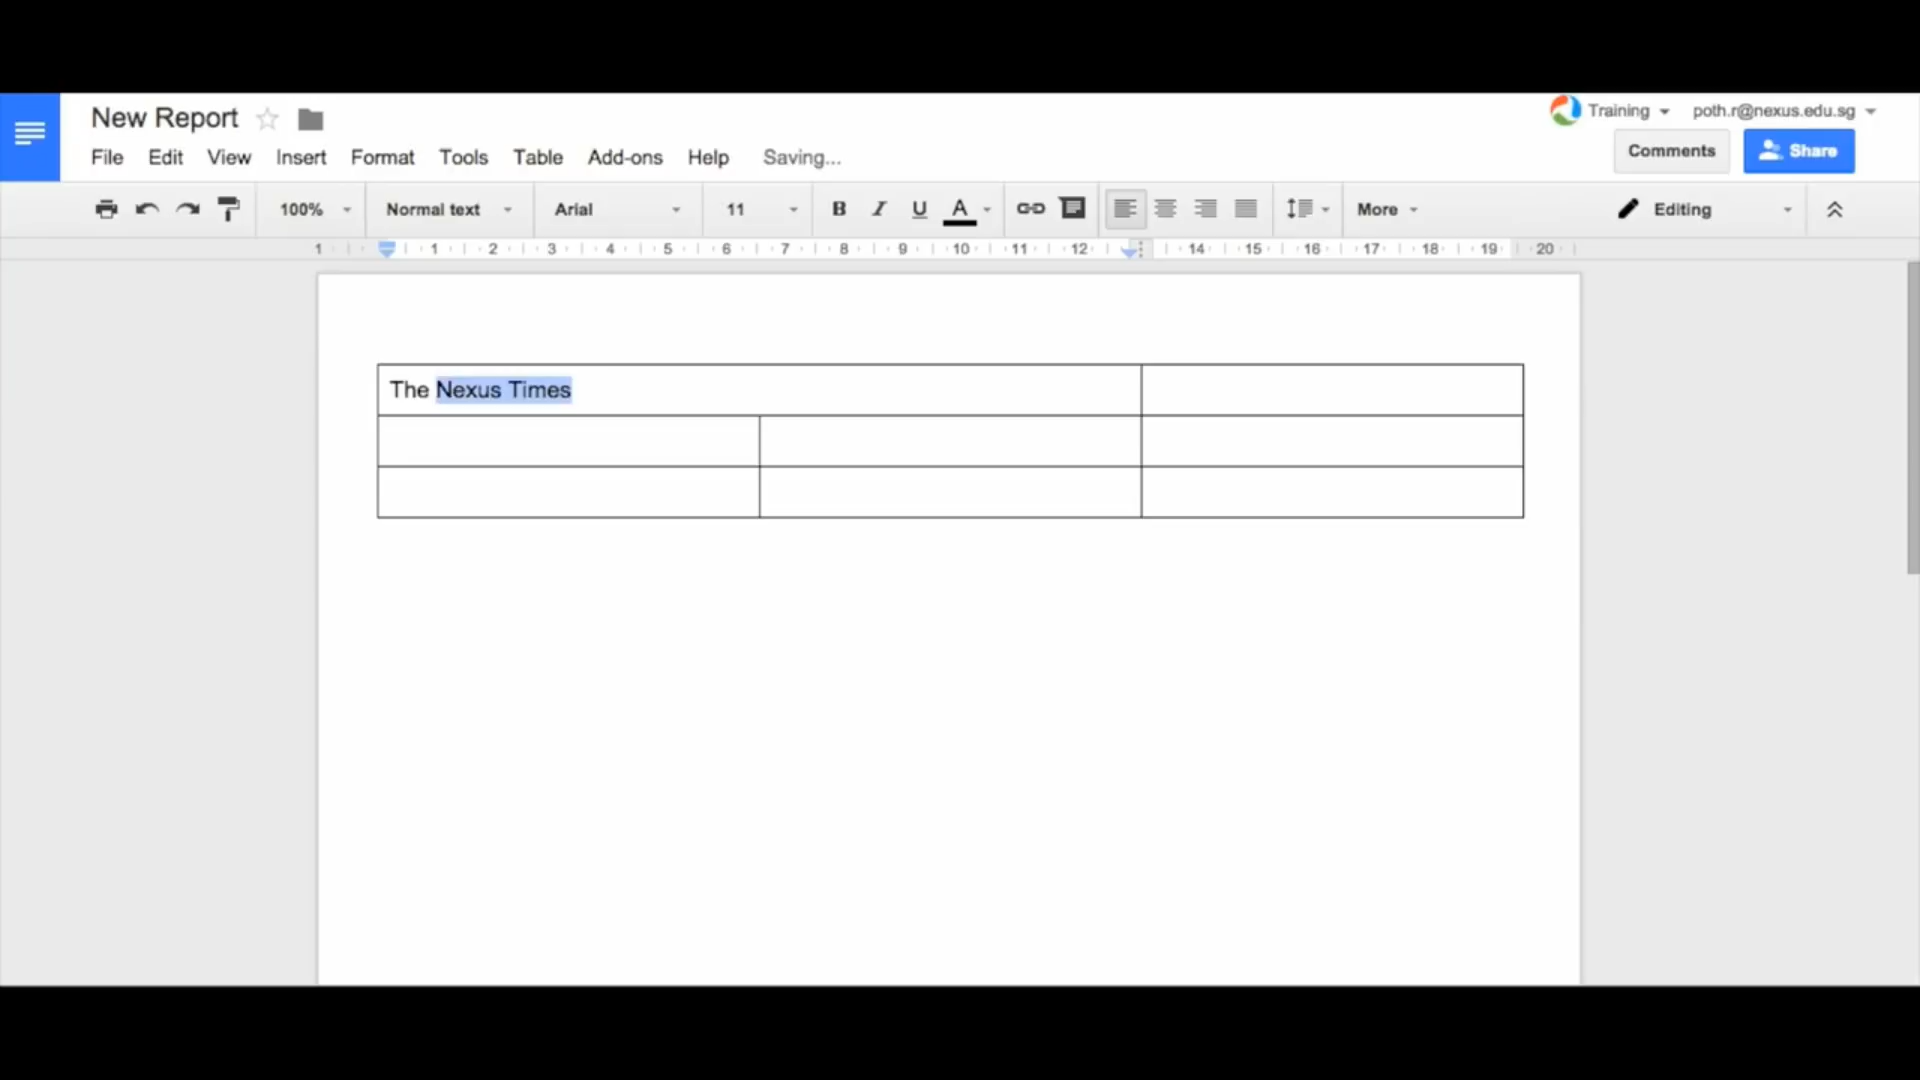 New Report
Training
poth.r@nexus.edu.sg
File Edit View Insert Format Tools Table Add-ons Help Saving...
Comments
Share
100% Normal text Arial 11 B I U A More Editing
1 1 2 3 4 5 6 7 8 9 10 11 12 14 15 16 17 18 19 20
The Nexus Times